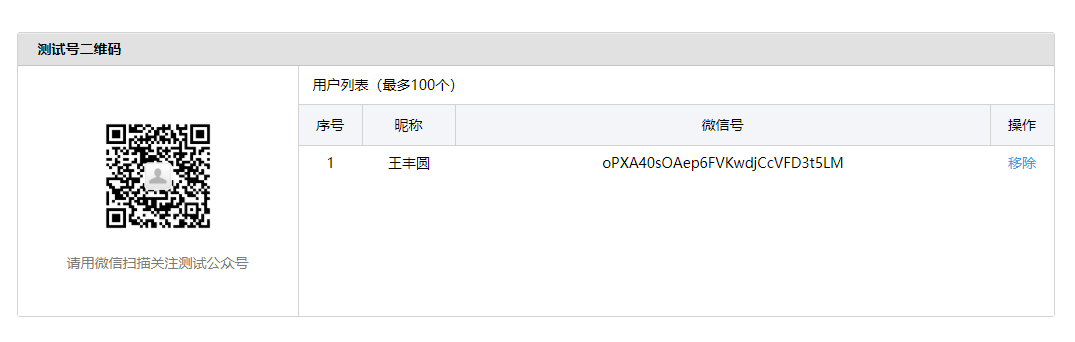 测试号二维码
用户列表（最多100个）
序号 昵称 微信号 操作
1 王丰圆 oPXA40sOAep6FVKwdjCcVFD3t5LM 移除
请用微信扫描关注测试公众号